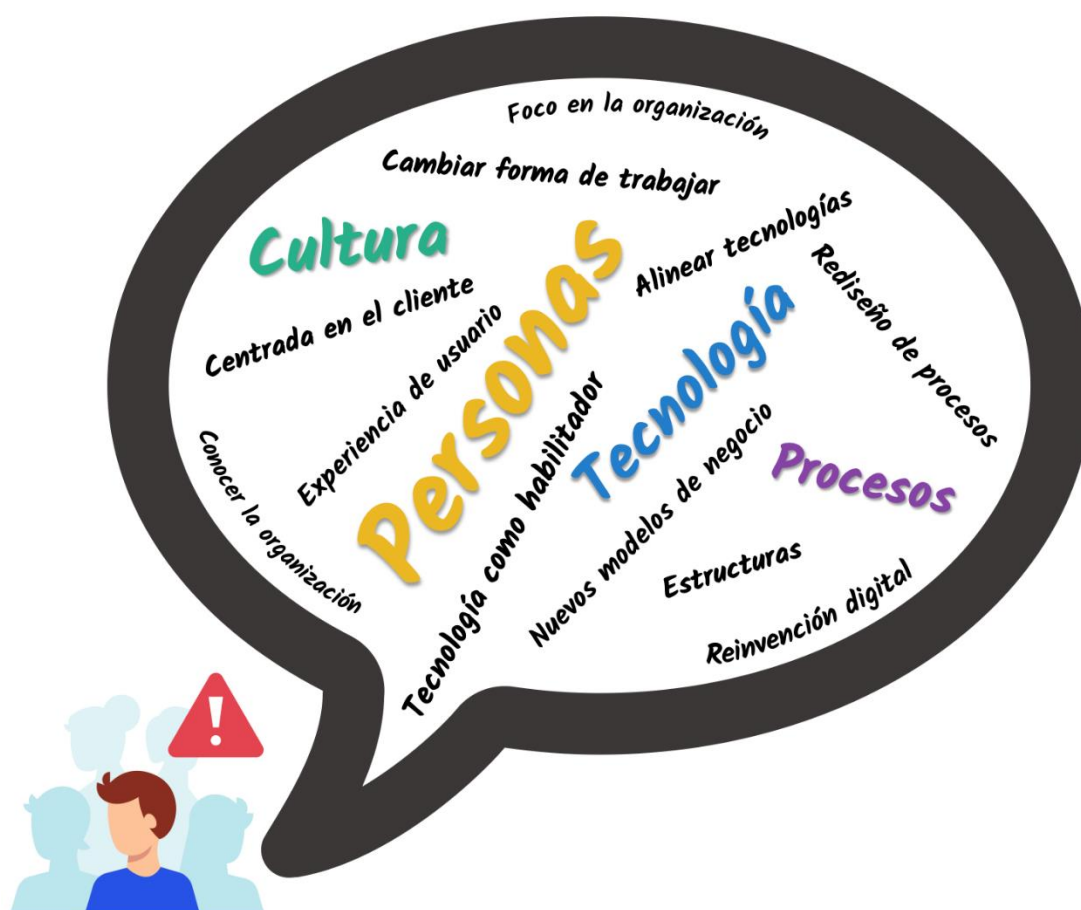 Foco en la organización
Cambiar forma de trabajar
Cultura
Personas
Alinear tecnologías
Rediseño de procesos
Centrada en el cliente
Experiencia de usuario
Tecnología
Conocer la organización
Tecnología como habilitador
Nuevos modelos de negocio
Procesos
Estructuras
Reinvención digital
!